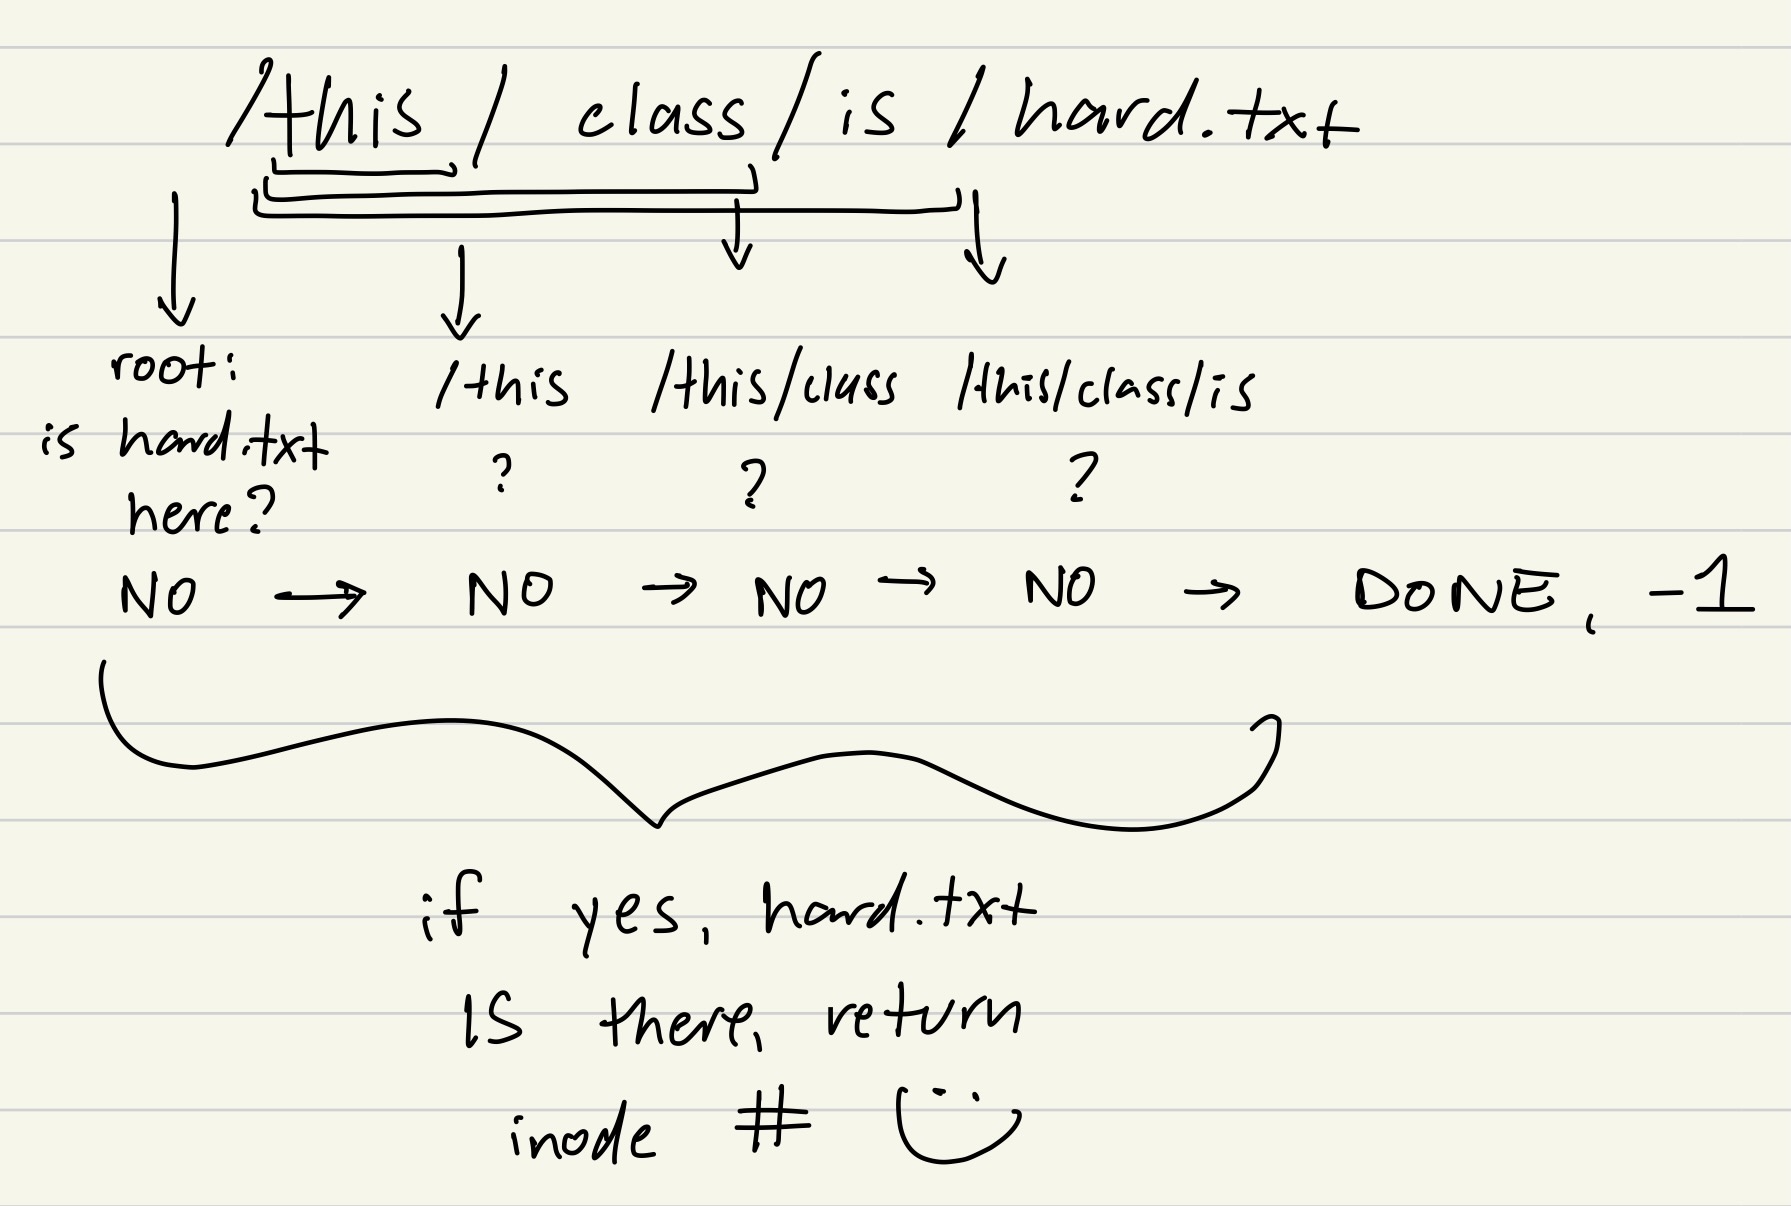 /this / class / is / hard.txt
root: /this /this/class /this/class/is
is hard.txt ? ? ?
here?
NO → NO → NO → NO → DONE, -1
if yes, hard.txt
IS there, return
inode # :)